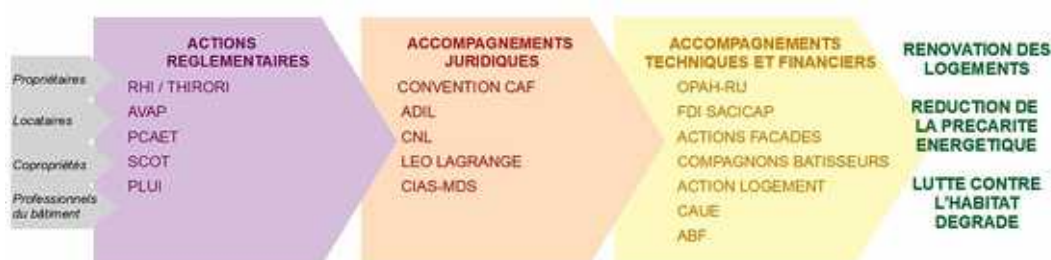 Propriétaires
Locataires
Copropriétés
Professionnels
du bâtiment
ACTIONS
REGLEMENTAIRES
RHI / THIRORI
AVAP
PCAET
SCOT
PLUI
ACCOMPAGNEMENTS
JURIDIQUES
CONVENTION CAF
ADIL
CNL
LEO LAGRANGE
CIAS-MDS
ACCOMPAGNEMENTS
TECHNIQUES ET FINANCIERS
OPAH-RU
FDI SACICAP
ACTIONS FACADES
COMPAGNONS BATISSEURS
ACTION LOGEMENT
CAUE
ABF
RENOVATION DES
LOGEMENTS
REDUCTION DE
LA PRECARITE
ENERGETIQUE
LUTTE CONTRE
L'HABITAT
DEGRADE